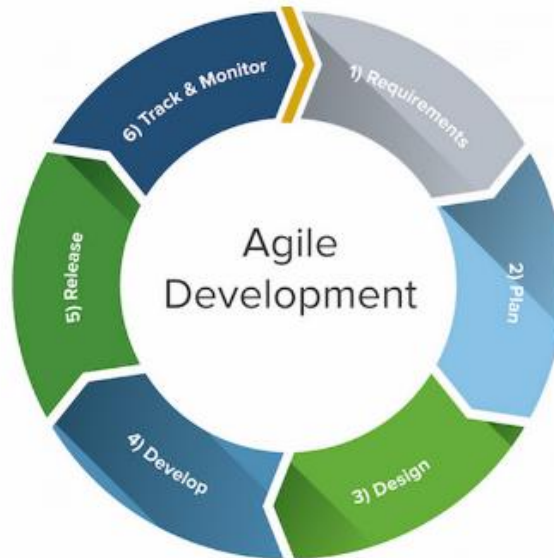 Agile
Development
1) Requirements
2) Plan
3) Design
4) Develop
5) Release
6) Track & Monitor